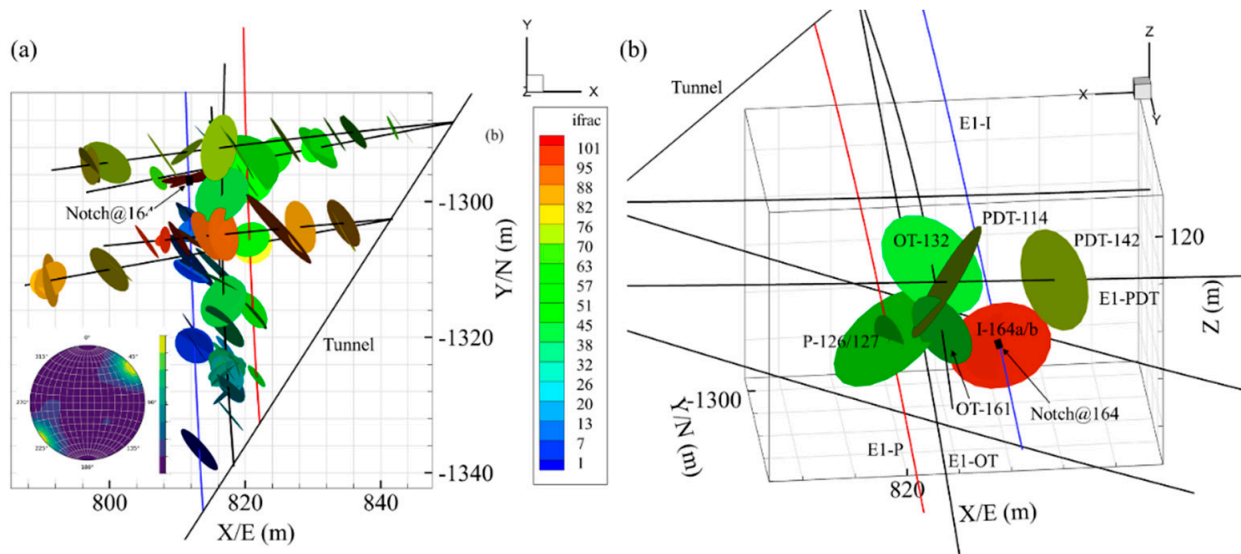 (a)
Y
Z
X
(b)
Notch@164
Tunnel
-1300
-1320
-1340
Y/N (m)
800
820
840
X/E (m)
0°
45°
90°
135°
180°
225°
270°
315°
ifrac
101
95
88
82
76
70
63
57
51
45
38
32
26
20
13
7
1
(b)
Z
X
Y
Tunnel
E1-I
PDT-114
OT-132
PDT-142
120
E1-PDT
Z (m)
P-126/127
I-164a/b
OT-161
Notch@164
-1300
Y/N (m)
E1-P
E1-OT
820
X/E (m)